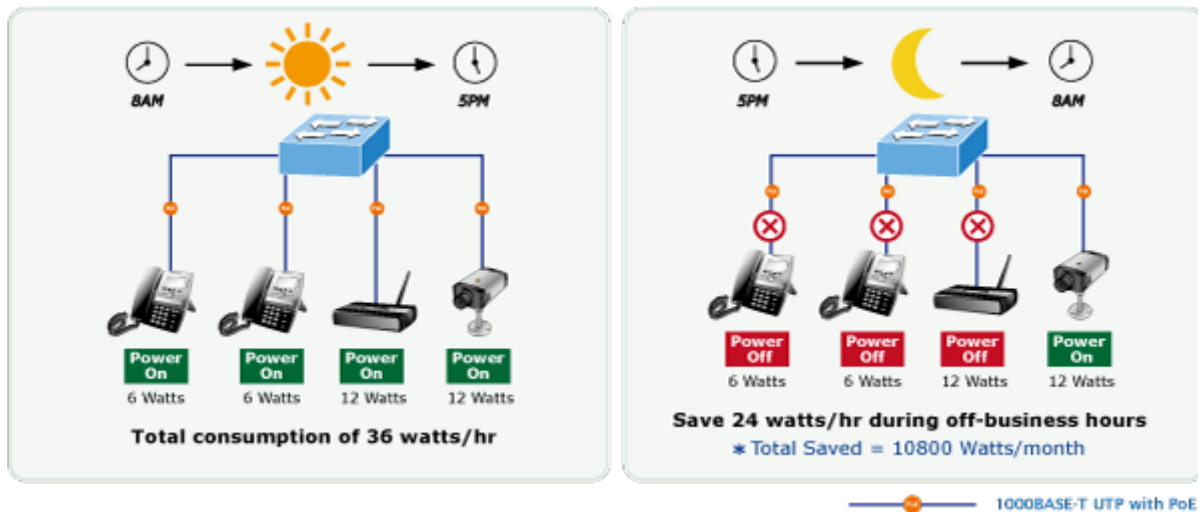 8AM
5PM
Power
On
6 Watts
Power
On
6 Watts
Power
On
12 Watts
Power
On
12 Watts
Total consumption of 36 watts/hr
5PM
8AM
Power
Off
6 Watts
Power
Off
6 Watts
Power
Off
12 Watts
Power
On
12 Watts
Save 24 watts/hr during off-business hours
* Total Saved = 10800 Watts/month
1000BASE-T UTP with PoE